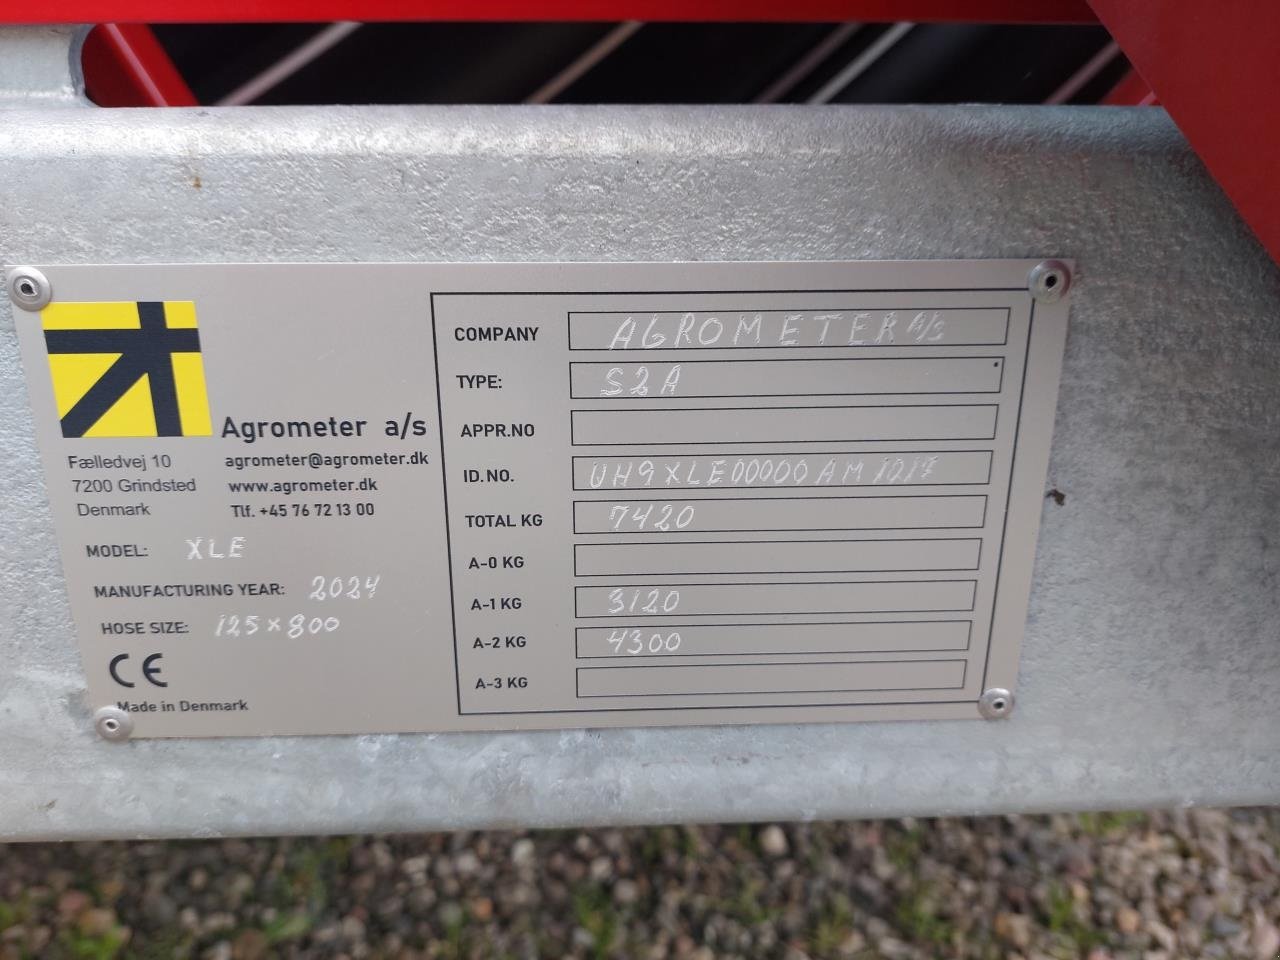 Agrometer a/s
Fælledvej 10
7200 Grindsted
Denmark
agrometer@agrometer.dk
www.agrometer.dk
Tlf. +45 76 72 13 00
MODEL: XLE
MANUFACTURING YEAR: 2024
HOSE SIZE: 125 x 800
CE
Made in Denmark
COMPANY AGROMETER A/S
TYPE: S2A
APPR.NO
ID. NO. UH9XLE00000AM1017
TOTAL KG 7420
A-0 KG
A-1 KG 3120
A-2 KG 4300
A-3 KG